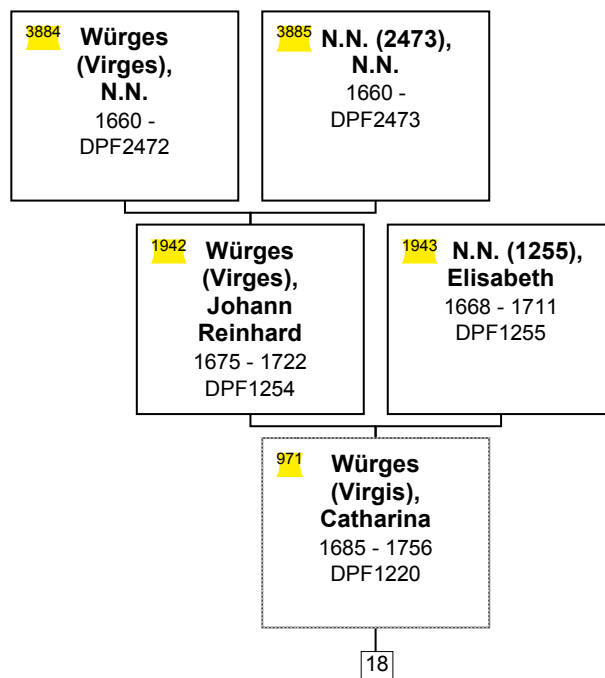 3884 Würges
(Virges),
N.N.
1660 -
DPF2472
3885 N.N. (2473),
N.N.
1660 -
DPF2473
1942 Würges
(Virges),
Johann
Reinhard
1675 - 1722
DPF1254
1943 N.N. (1255),
Elisabeth
1668 - 1711
DPF1255
971 Würges
(Virgis),
Catharina
1685 - 1756
DPF1220
18